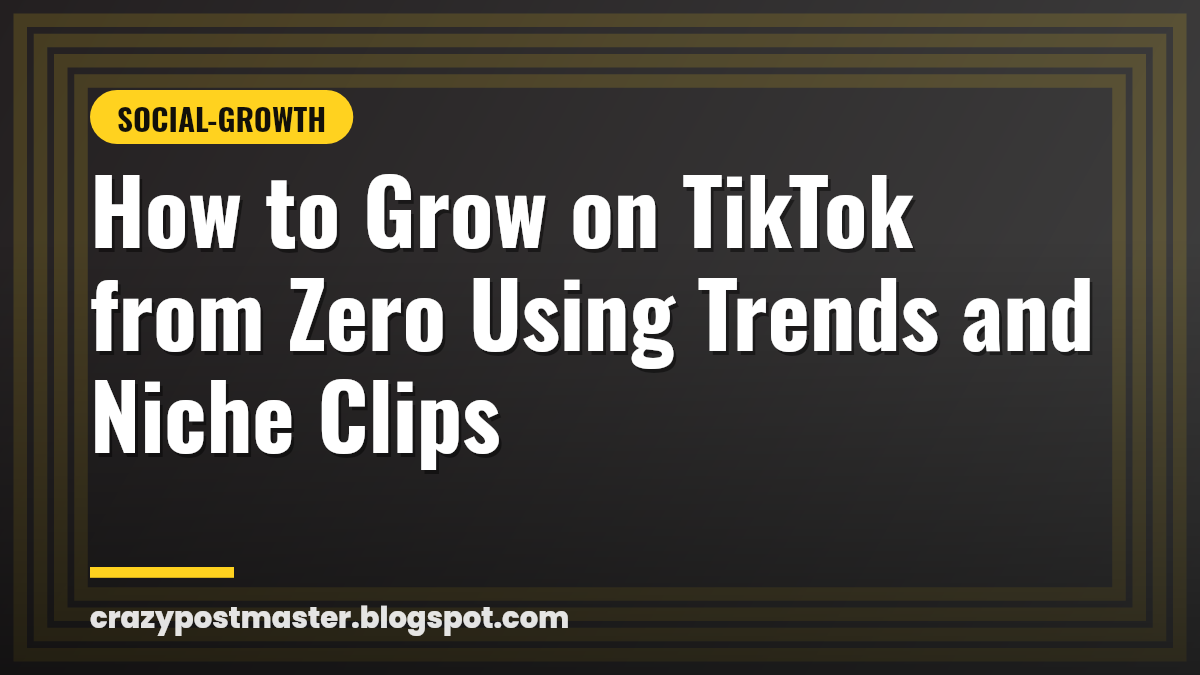 SOCIAL-GROWTH
How to Grow on TikTok
from Zero Using Trends and
Niche Clips
crazypostmaster.blogspot.com